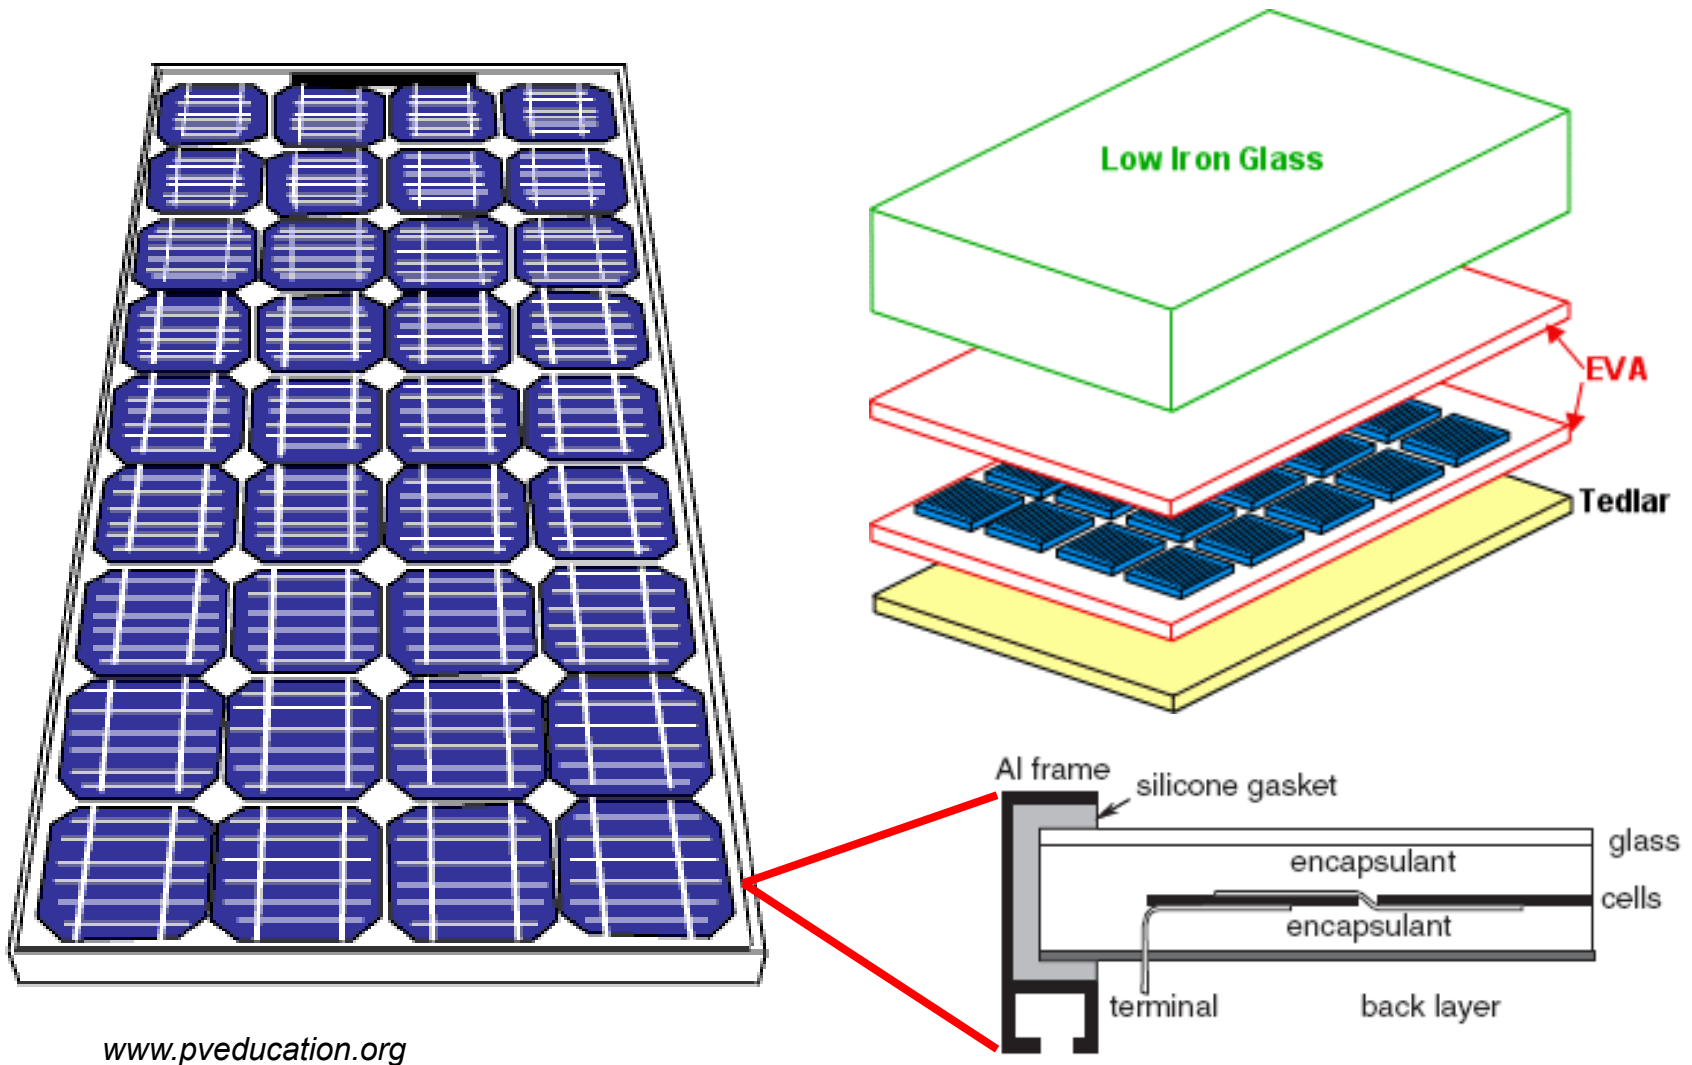 Low Iron Glass
EVA
Tedlar
Al frame
silicone gasket
glass
encapsulant
cells
encapsulant
terminal
back layer
www.pveducation.org